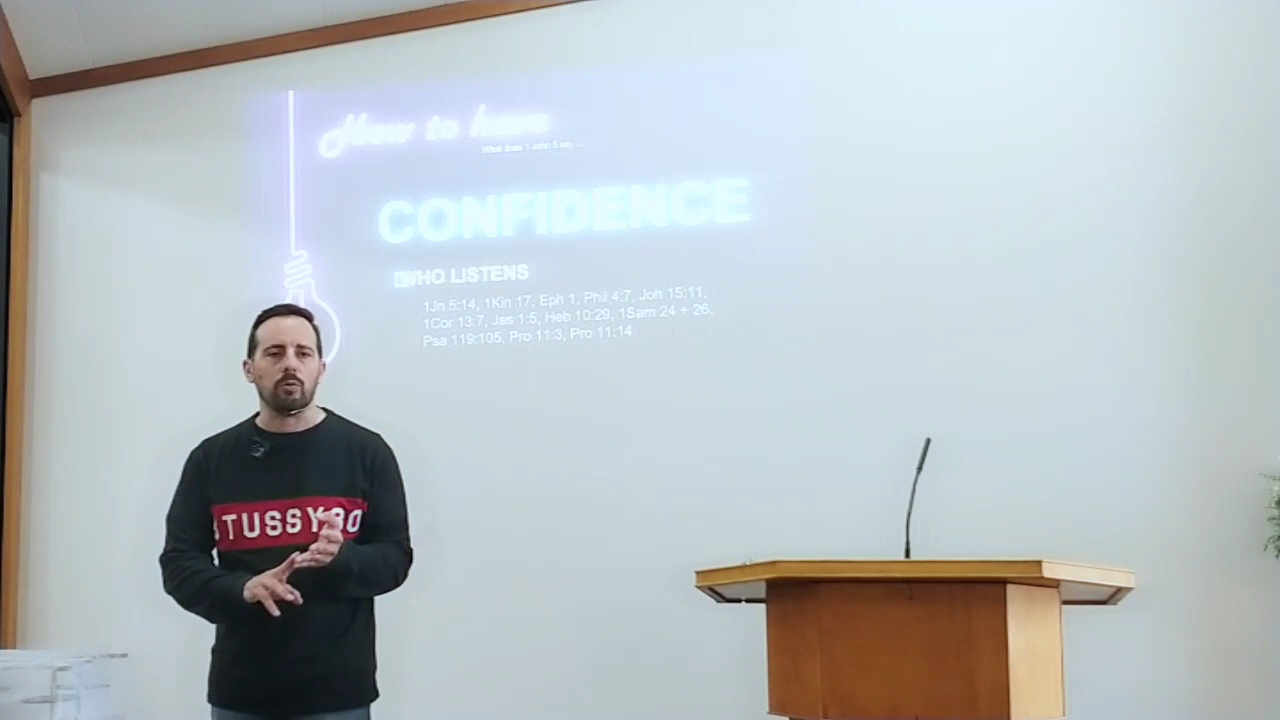 How to have
What does 1 John 5 say ...
CONFIDENCE
WHO LISTENS
1Jn 5:14, 1Kin 17, Eph 1, Phil 4:7, Joh 15:11,
1Cor 13:7, Jas 1:5, Heb 10:29, 1Sam 24 + 26,
Psa 119:105, Pro 11:3, Pro 11:14
STUSSY80